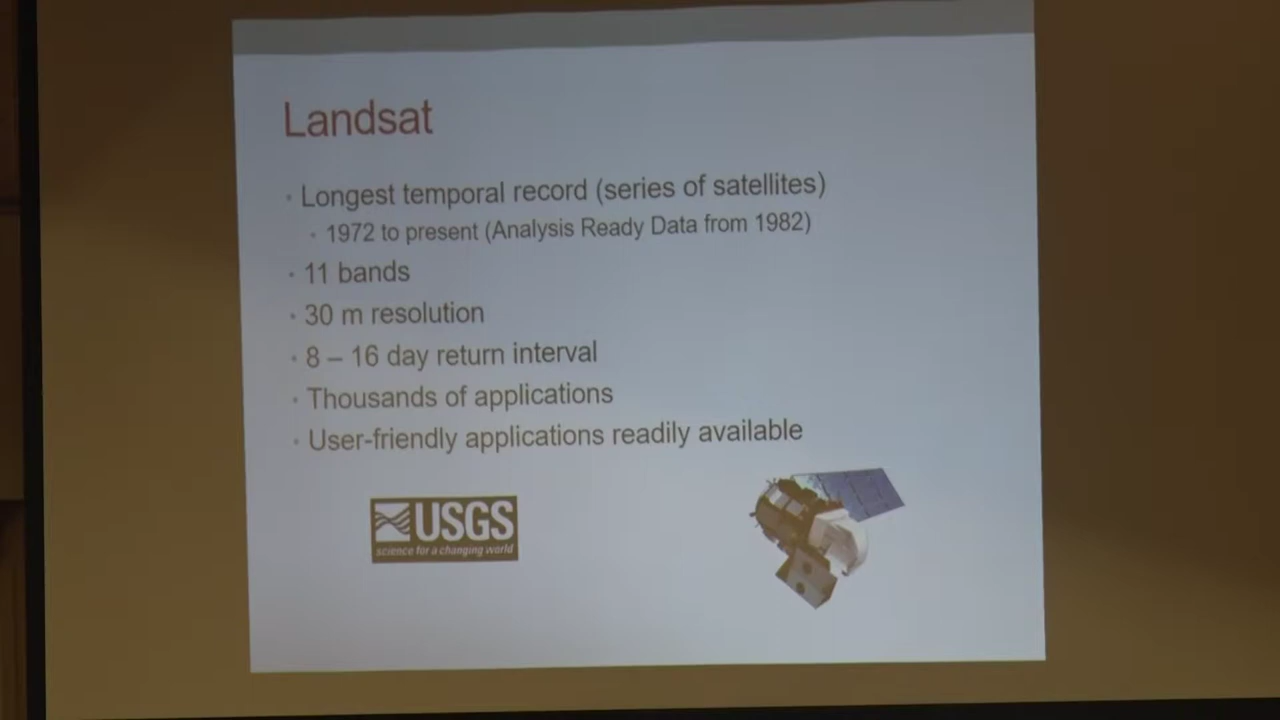 Landsat
• Longest temporal record (series of satellites)
• 1972 to present (Analysis Ready Data from 1982)
• 11 bands
• 30 m resolution
• 8 – 16 day return interval
• Thousands of applications
• User-friendly applications readily available
USGS
science for a changing world